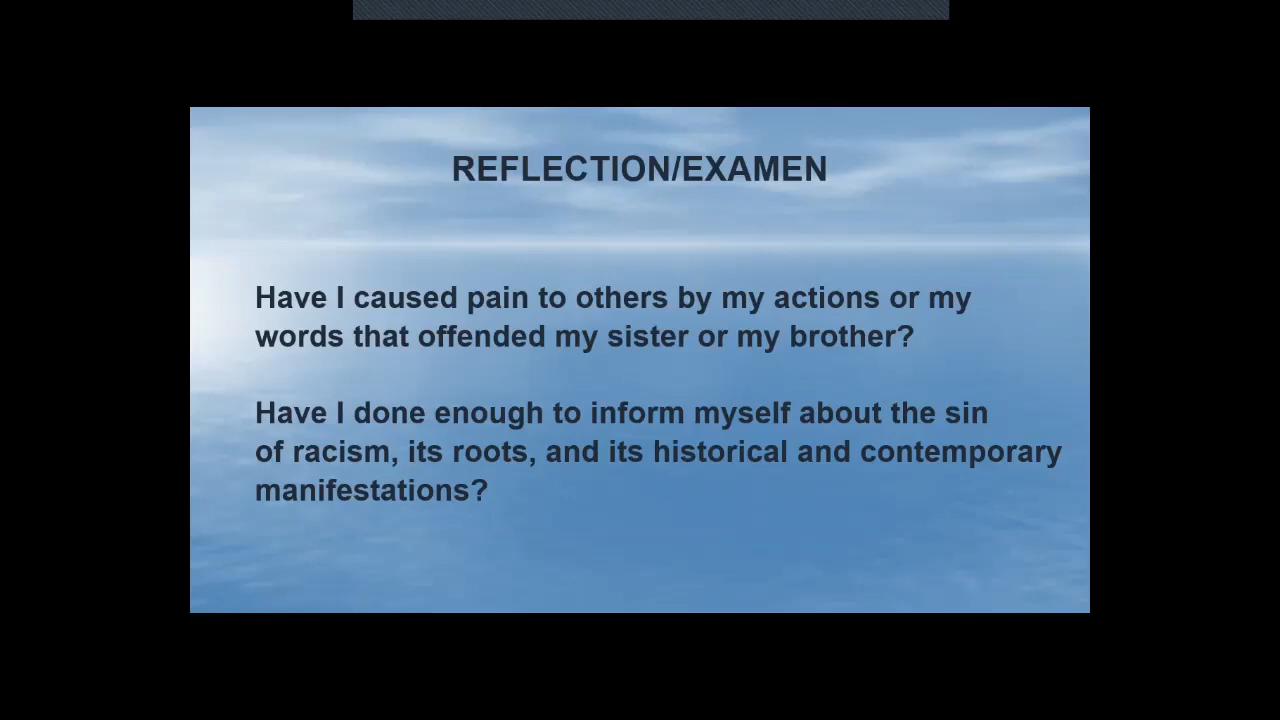 REFLECTION/EXAMEN
Have I caused pain to others by my actions or my
words that offended my sister or my brother?
Have I done enough to inform myself about the sin
of racism, its roots, and its historical and contemporary
manifestations?